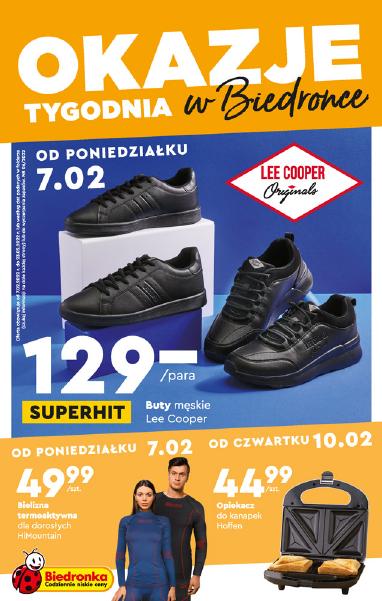 OKAZJE
TYGODNIA w Biedronce
OD PONIEDZIAŁKU
7.02
LEE COOPER
Originals
129.-
/para
SUPERHIT
Buty męskie
Lee Cooper
OD PONIEDZIAŁKU 7.02
49 99
/szt.
Bielizna
termoaktywna
dla dorosłych
HiMountain
OD CZWARTKU 10.02
44 99
/szt.
Opiekacz
do kanapek
Hoffen
Biedronka
Codziennie niskie ceny